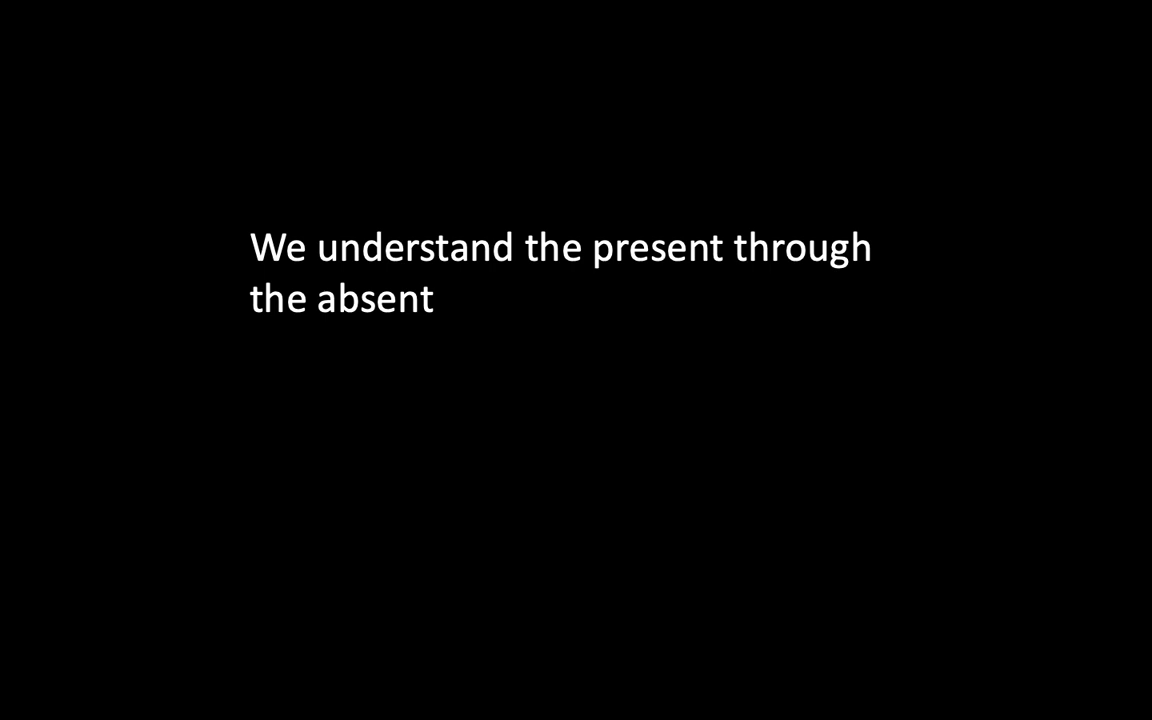 We understand the present through
the absent